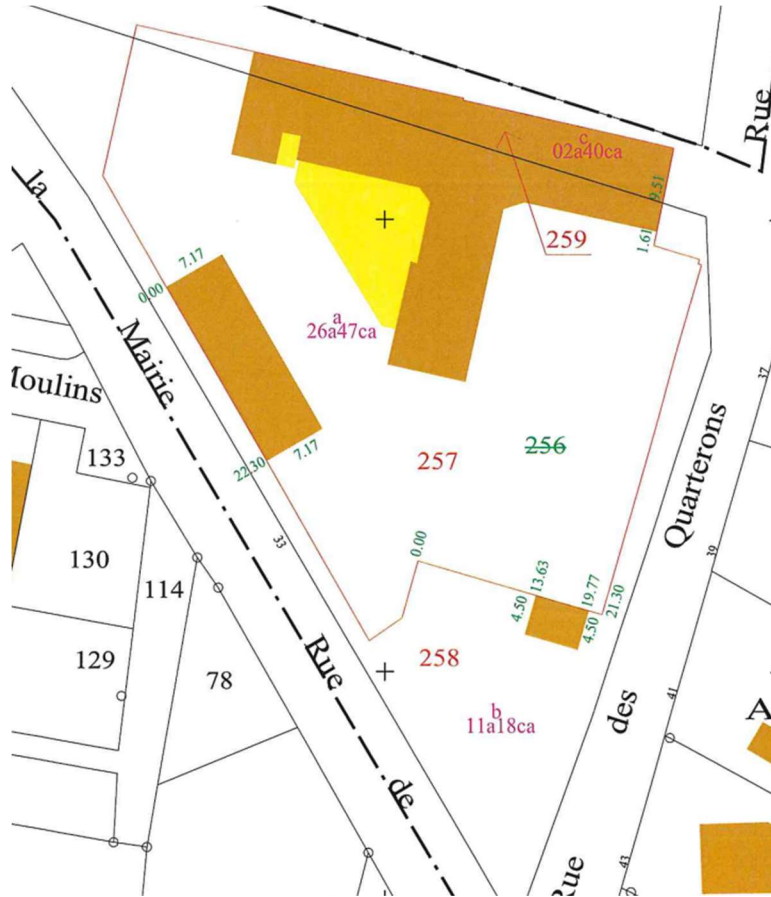 Rue
c
02a40ca
9.51
1.61
259
la
7.17
0.00
a
26a47ca
Mairie
Moulins
37
133
22.30
7.17
257
256
Quarterons
33
0.00
39
130
114
13.63
19.77
21.30
4.50
4.50
129
78
Rue
258
b
11a18ca
41
des
A
de
43
Rue